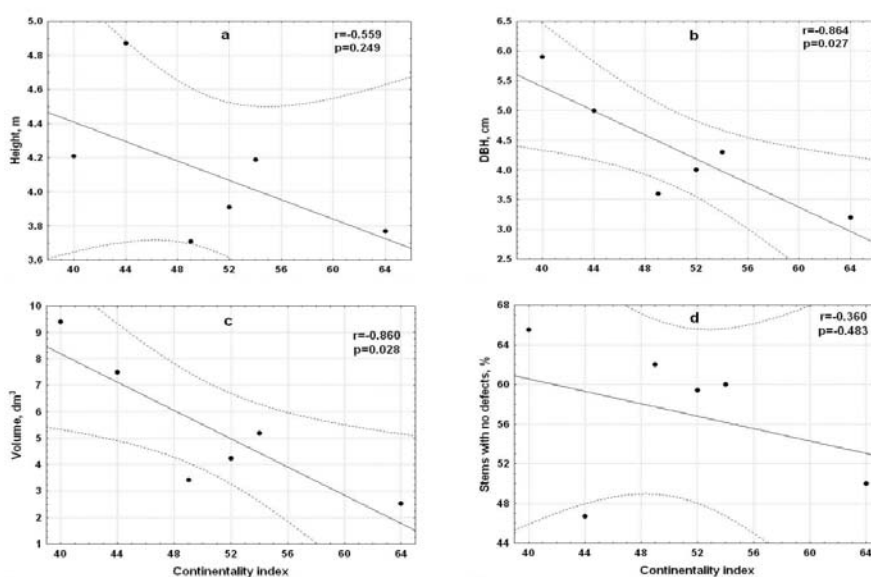 a
r=-0.559
p=0.249
Height, m
5.0
4.8
4.6
4.4
4.2
4.0
3.8
3.6
40 44 48 52 56 60 64
b
r=-0.864
p=0.027
DBH, cm
6.5
6.0
5.5
5.0
4.5
4.0
3.5
3.0
2.5
40 44 48 52 56 60 64
c
r=-0.860
p=0.028
Volume, dm³
10
9
8
7
6
5
4
3
2
1
40 44 48 52 56 60 64
Continentality index
d
r=-0.360
p=-0.483
Stems with no defects, %
68
64
60
56
52
48
44
40 44 48 52 56 60 64
Continentality index